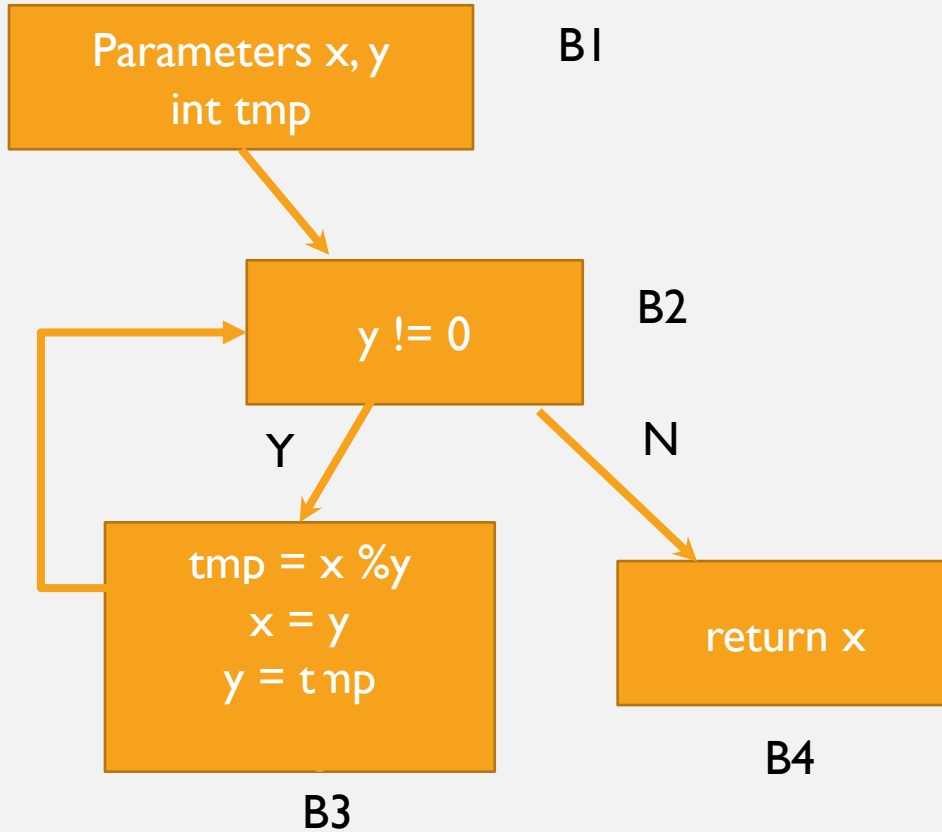 Parameters x, y
int tmp
B1
y != 0
B2
Y
N
tmp = x %y
x = y
y = tmp
B3
return x
B4